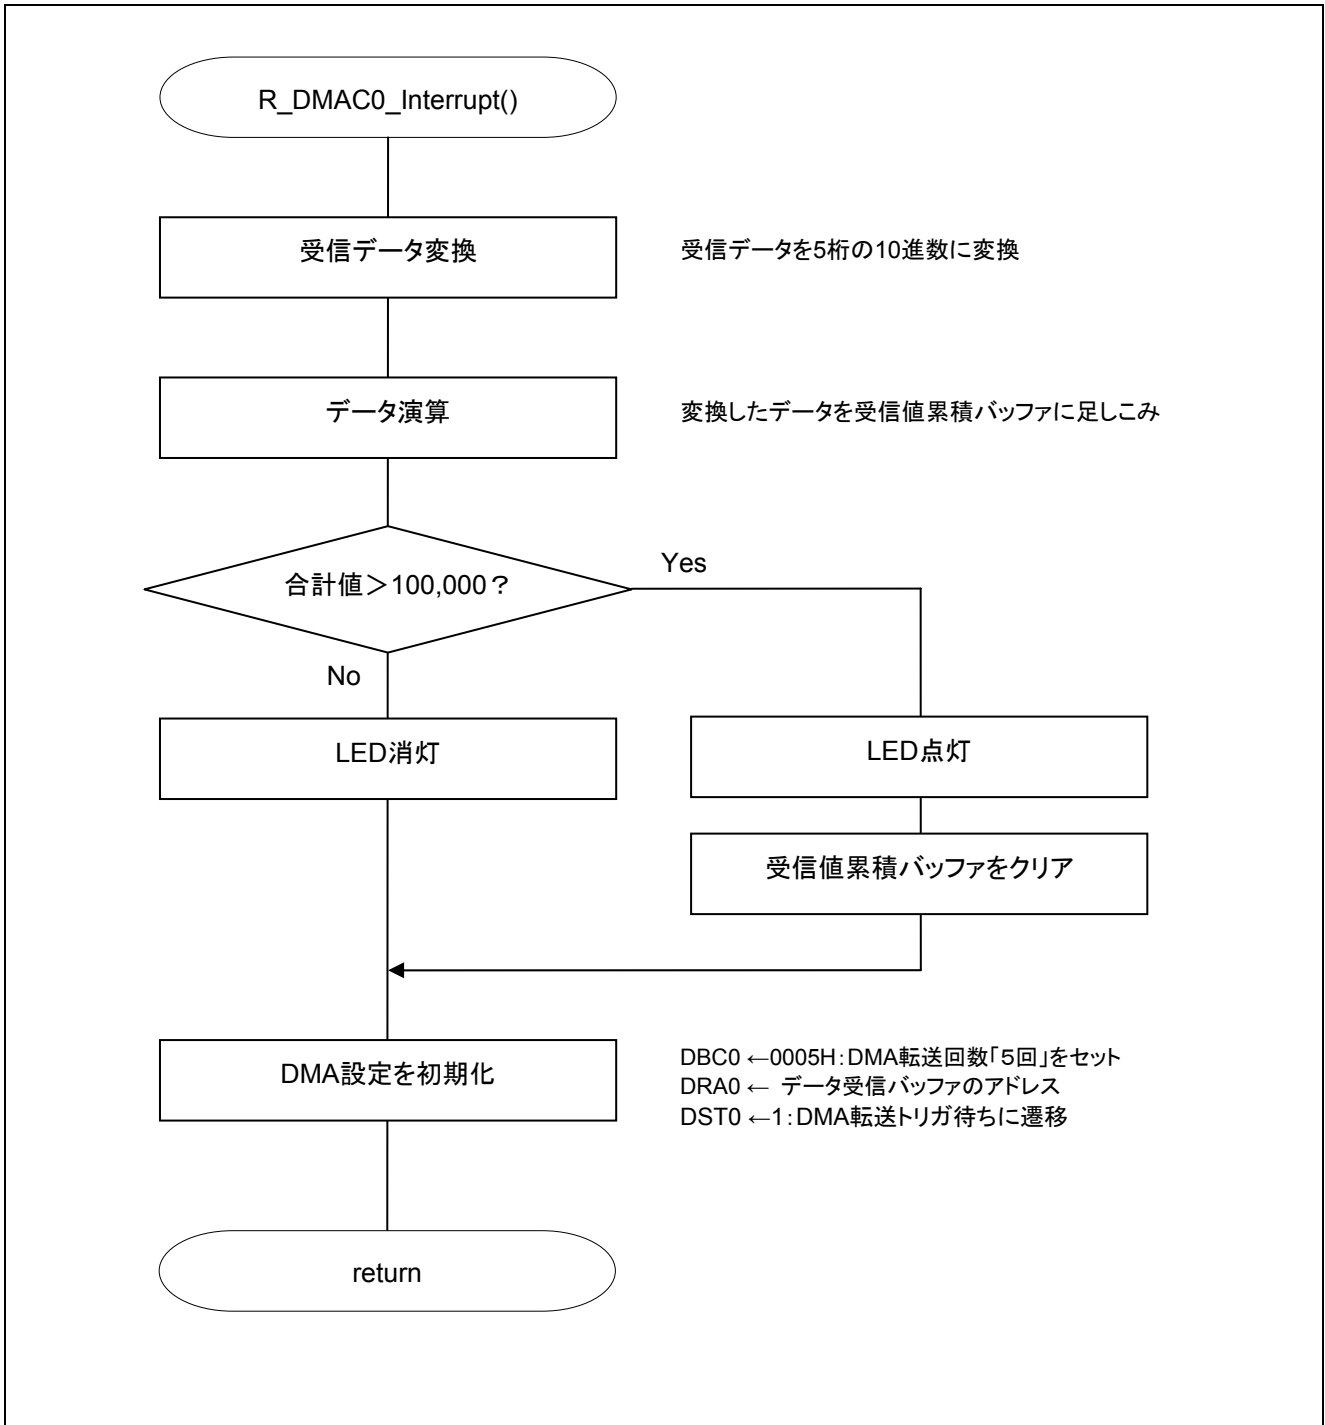 R_DMAC0_Interrupt()
受信データ変換
受信データを5桁の10進数に変換
データ演算
変換したデータを受信値累積バッファに足しこみ
合計値＞100,000？
Yes
No
LED消灯
LED点灯
受信値累積バッファをクリア
DMA設定を初期化
DBC0 ←0005H：DMA転送回数「５回」をセット
DRA0 ← データ受信バッファのアドレス
DST0 ←1：DMA転送トリガ待ちに遷移
return